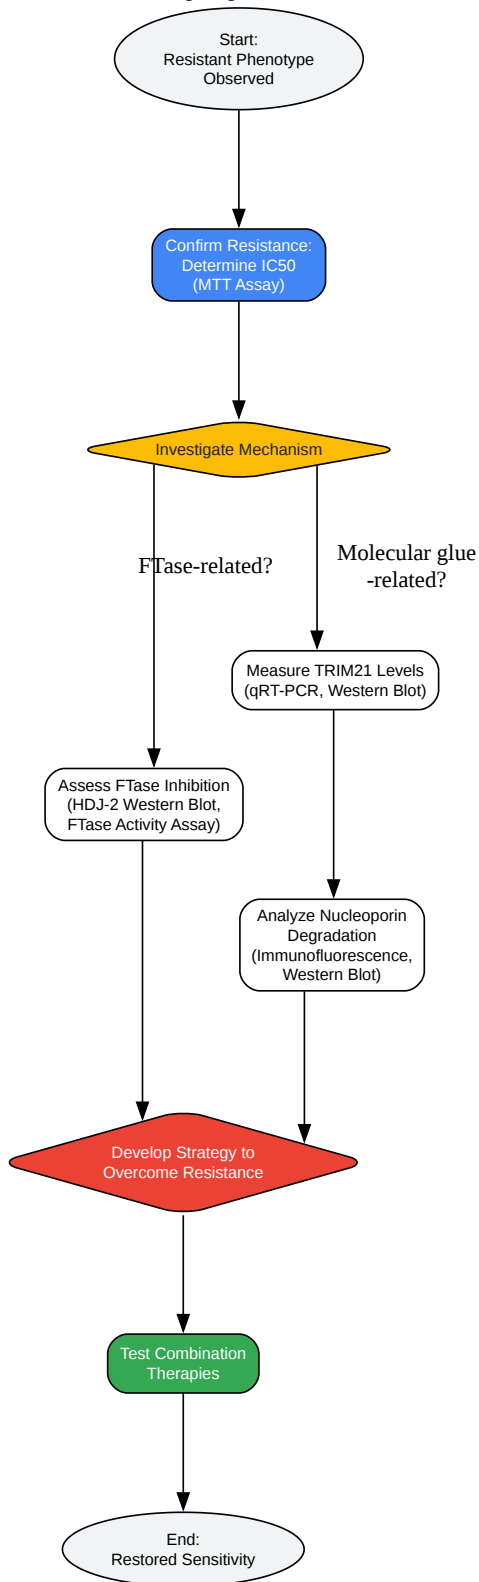 Start:
Resistant Phenotype
Observed
Confirm Resistance:
Determine IC50
(MTT Assay)
Investigate Mechanism
FTase-related?
Molecular glue
-related?
Measure TRIM21 Levels
(qRT-PCR, Western Blot)
Assess FTase Inhibition
(HDJ-2 Western Blot,
FTase Activity Assay)
Analyze Nucleoporin
Degradation
(Immunofluorescence,
Western Blot)
Develop Strategy to
Overcome Resistance
Test Combination
Therapies
End:
Restored Sensitivity